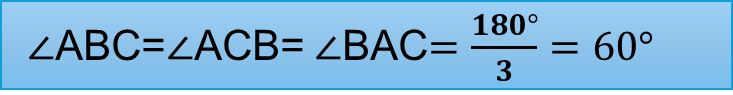 ∠ABC=∠ACB= ∠BAC= 180°/3 = 60°